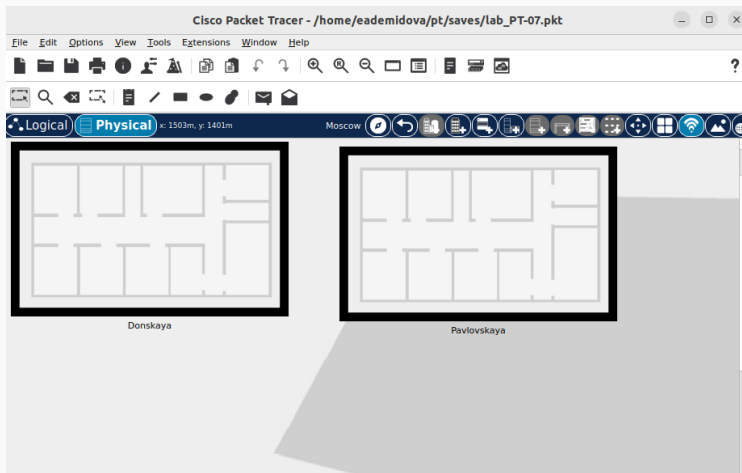 Cisco Packet Tracer - /home/eademidova/pt/saves/lab_PT-07.pkt
File Edit Options View Tools Extensions Window Help
?
Logical Physical x: 1503m, y: 1401m Moscow
Donskaya
Pavlovskaya